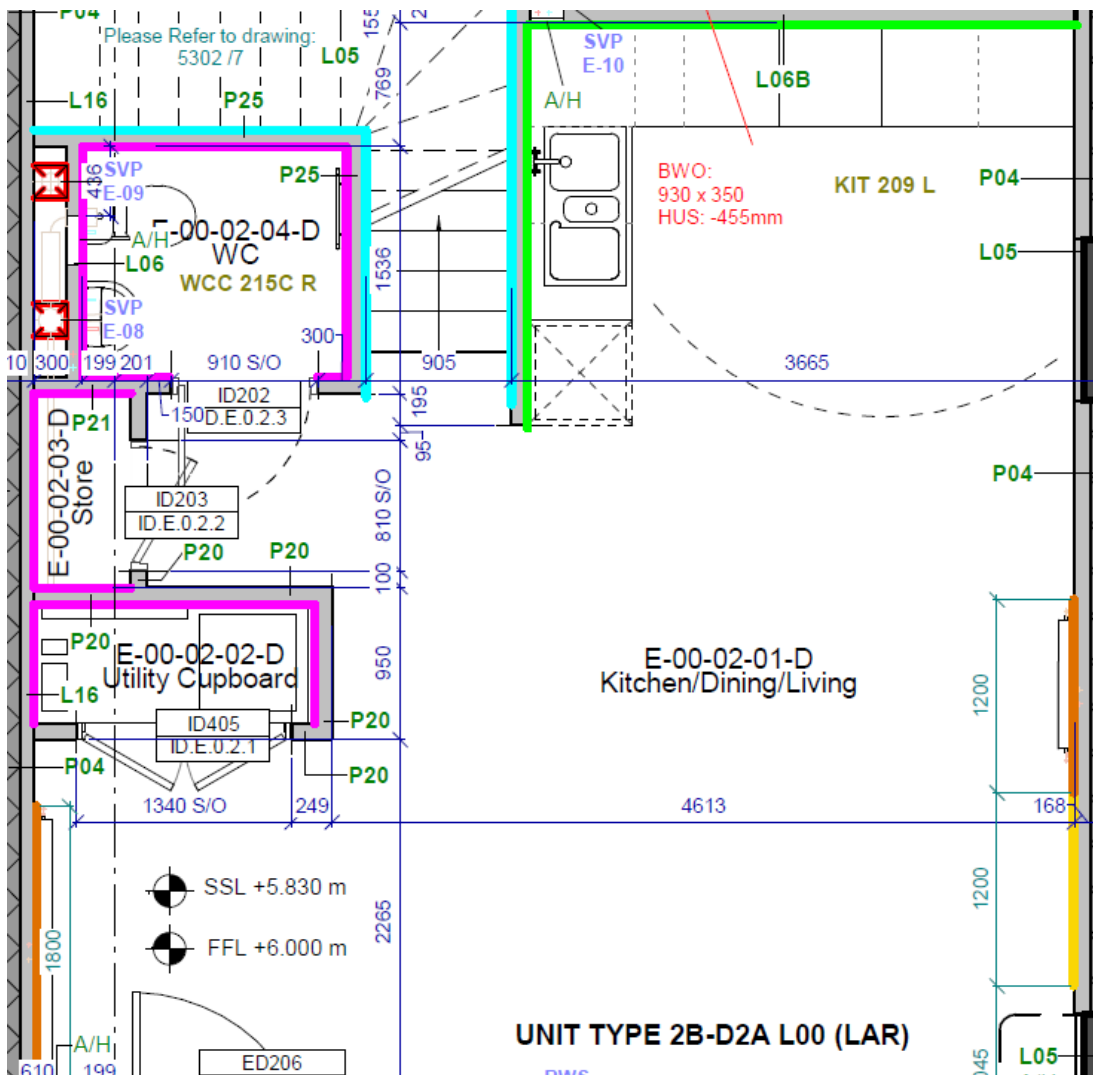 P04
Please Refer to drawing:
5302 /7
L05
155
2
769
SVP
E-10
L06B
A/H
L16
P25
P25
SVP
E-09
436
E-00-02-04-D
WC
A/H
L06
WCC 215C R
SVP
E-08
1536
BWO:
930 x 350
HUS: -455mm
KIT 209 L
P04
L05
10
300
199
201
910 S/O
300
905
3665
150
195
95
ID202
ID.E.0.2.3
P21
E-00-02-03-D
Store
ID203
ID.E.0.2.2
810 S/O
P04
P20
P20
100
P20
E-00-02-02-D
Utility Cupboard
950
E-00-02-01-D
Kitchen/Dining/Living
1200
L16
ID405
ID.E.0.2.1
P20
P04
P20
1340 S/O
249
4613
168
SSL +5.830 m
FFL +6.000 m
2265
1200
1800
UNIT TYPE 2B-D2A L00 (LAR)
A/H
610
199
ED206
045
L05